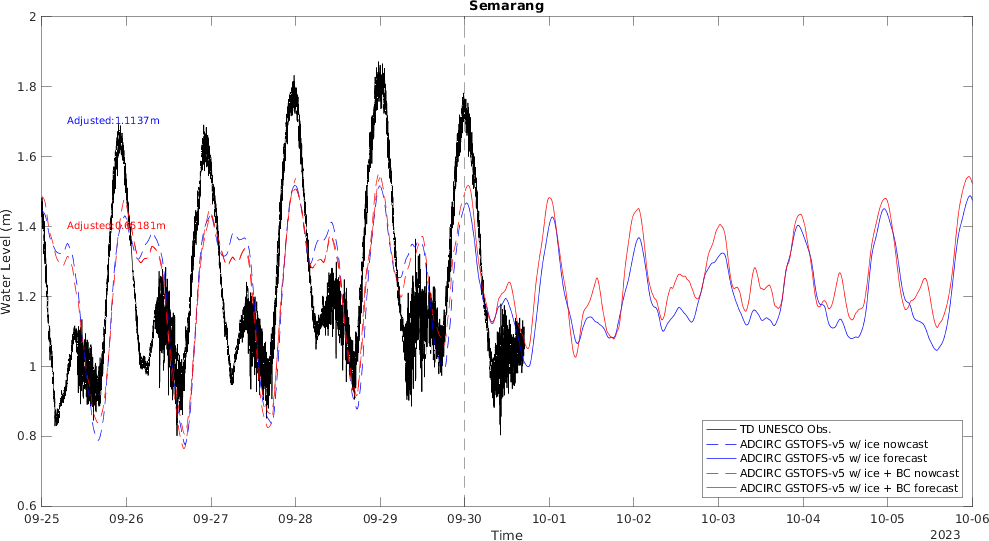 Semarang
2
1.8
1.6
1.4
1.2
1
0.8
0.6
Water Level (m)
Adjusted:1.1137m
Adjusted:0.65181m
TD UNESCO Obs.
ADCIRC GSTOFS-v5 w/ ice nowcast
ADCIRC GSTOFS-v5 w/ ice forecast
ADCIRC GSTOFS-v5 w/ ice + BC nowcast
ADCIRC GSTOFS-v5 w/ ice + BC forecast
09-25 09-26 09-27 09-28 09-29 09-30 10-01 10-02 10-03 10-04 10-05 10-06
Time
2023